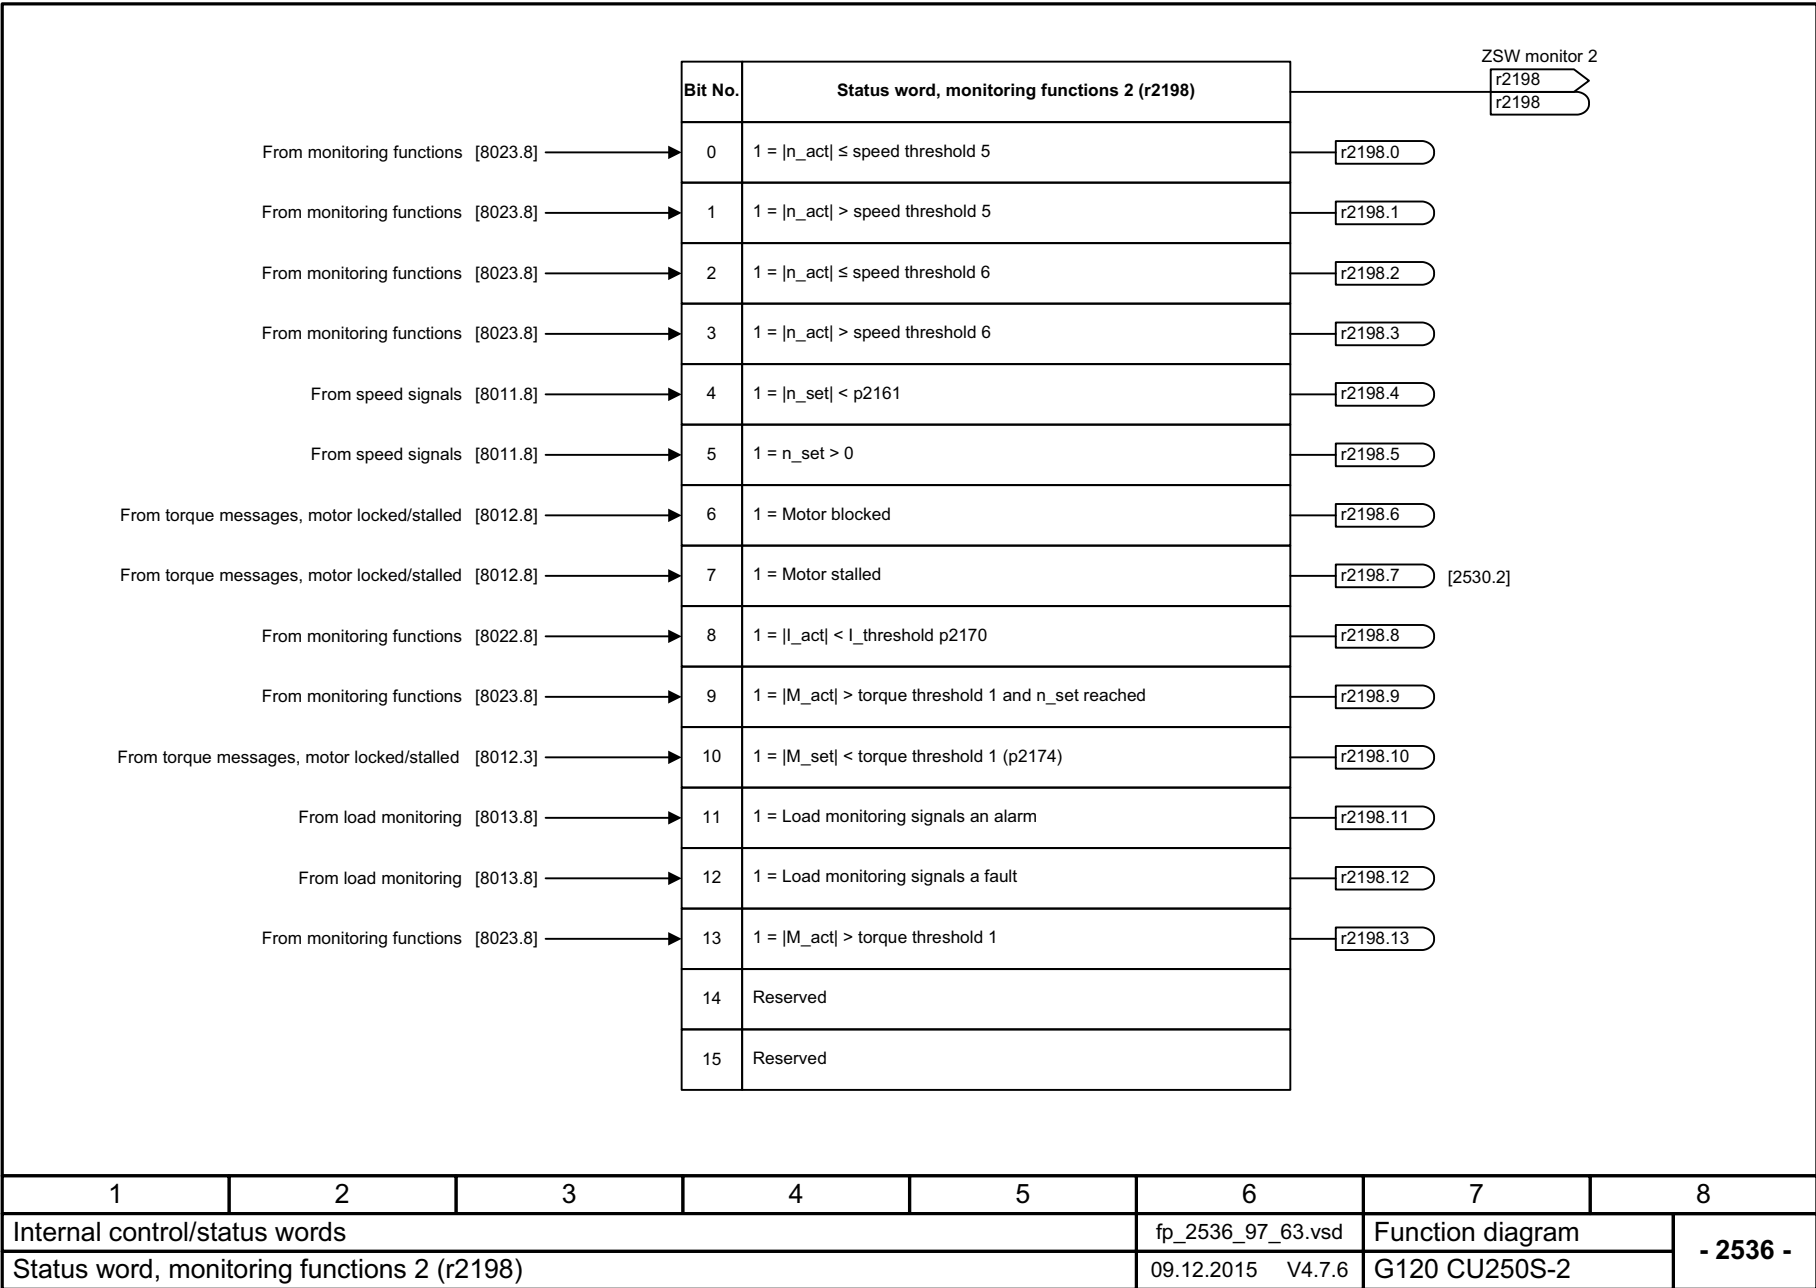 ZSW monitor 2
Bit No. Status word, monitoring functions 2 (r2198) r2198
r2198
From monitoring functions [8023.8] 0 1 = |n_act| ≤ speed threshold 5 r2198.0
From monitoring functions [8023.8] 1 1 = |n_act| > speed threshold 5 r2198.1
From monitoring functions [8023.8] 2 1 = |n_act| ≤ speed threshold 6 r2198.2
From monitoring functions [8023.8] 3 1 = |n_act| > speed threshold 6 r2198.3
From speed signals [8011.8] 4 1 = |n_set| < p2161 r2198.4
From speed signals [8011.8] 5 1 = n_set > 0 r2198.5
From torque messages, motor locked/stalled [8012.8] 6 1 = Motor blocked r2198.6
From torque messages, motor locked/stalled [8012.8] 7 1 = Motor stalled r2198.7 [2530.2]
From monitoring functions [8022.8] 8 1 = |I_act| < I_threshold p2170 r2198.8
From monitoring functions [8023.8] 9 1 = |M_act| > torque threshold 1 and n_set reached r2198.9
From torque messages, motor locked/stalled [8012.3] 10 1 = |M_set| < torque threshold 1 (p2174) r2198.10
From load monitoring [8013.8] 11 1 = Load monitoring signals an alarm r2198.11
From load monitoring [8013.8] 12 1 = Load monitoring signals a fault r2198.12
From monitoring functions [8023.8] 13 1 = |M_act| > torque threshold 1 r2198.13
14 Reserved
15 Reserved
1 2 3 4 5 6 7 8
Internal control/status words fp_2536_97_63.vsd Function diagram - 2536 -
Status word, monitoring functions 2 (r2198) 09.12.2015 V4.7.6 G120 CU250S-2